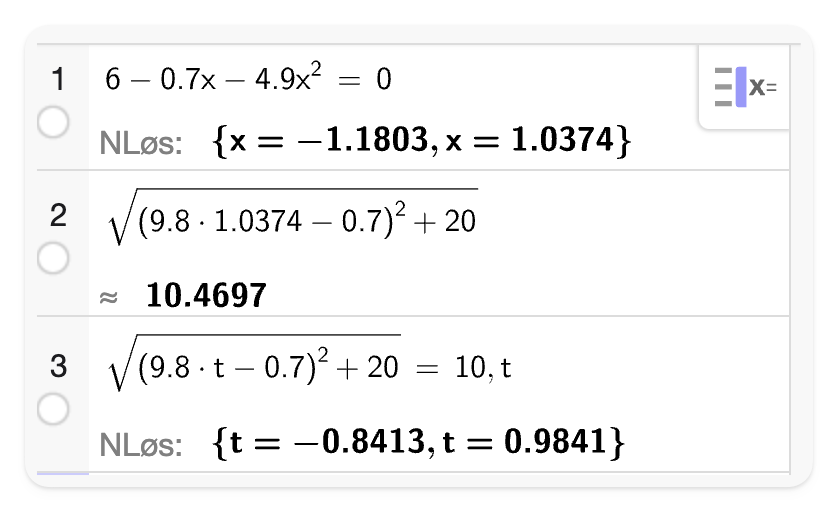 1 6 − 0.7x − 4.9x² = 0
x=
NLøs: {x = −1.1803, x = 1.0374}
2 √((9.8 · 1.0374 − 0.7)² + 20)
≈ 10.4697
3 √((9.8 · t − 0.7)² + 20) = 10, t
NLøs: {t = −0.8413, t = 0.9841}